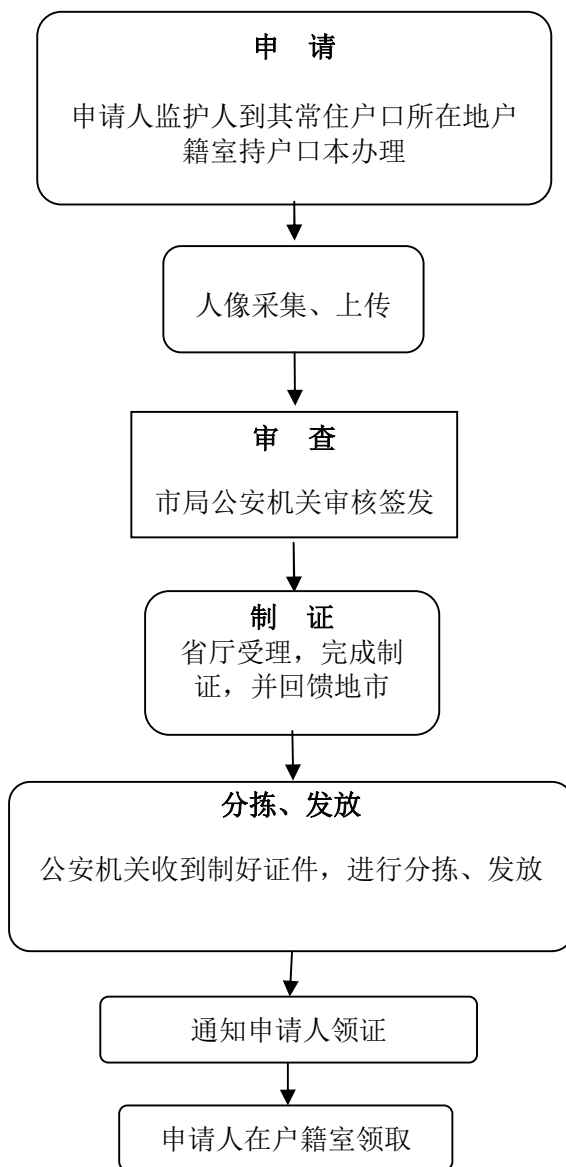 申 请
申请人监护人到其常住户口所在地户
籍室持户口本办理
人像采集、上传
审 查
市局公安机关审核签发
制 证
省厅受理，完成制
证，并回馈地市
分拣、发放
公安机关收到制好证件，进行分拣、发放
通知申请人领证
申请人在户籍室领取